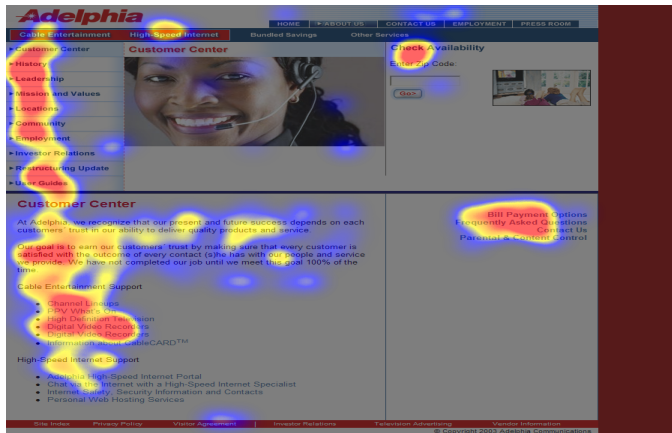 Adelphia
HOME ABOUT US CONTACT US EMPLOYMENT PRESS ROOM
Cable Entertainment High-Speed Internet Bundled Savings Other Services
Customer Center
History
Leadership
Mission and Values
Locations
Community
Employment
Investor Relations
Restructuring Update
User Guides
Customer Center
Check Availability
Enter Zip Code:
Go>
Customer Center
At Adelphia, we recognize that our present and future success depends on each
customers' trust in our ability to deliver quality products and service.
Our goal is to earn our customers' trust by making sure that every customer is
satisfied with the outcome of every contact (s)he has with our people and service
we provide. We have not completed our job until we meet this goal 100% of the
time.
Cable Entertainment Support
Channel Lineups
PPV What's On
High Definition Television
Digital Video Recorders
Digital Video Recorders
Information about CableCARD™
High-Speed Internet Support
Adelphia High-Speed Internet Portal
Chat via the Internet with a High-Speed Internet Specialist
Internet Safety, Security Information and Contacts
Personal Web Hosting Services
Bill Payment Options
Frequently Asked Questions
Contact Us
Parental & Content Control
Site Index Privacy Policy Visitor Agreement | Investor Relations Television Advertising Vendor Information
© Copyright 2003 Adelphia Communications